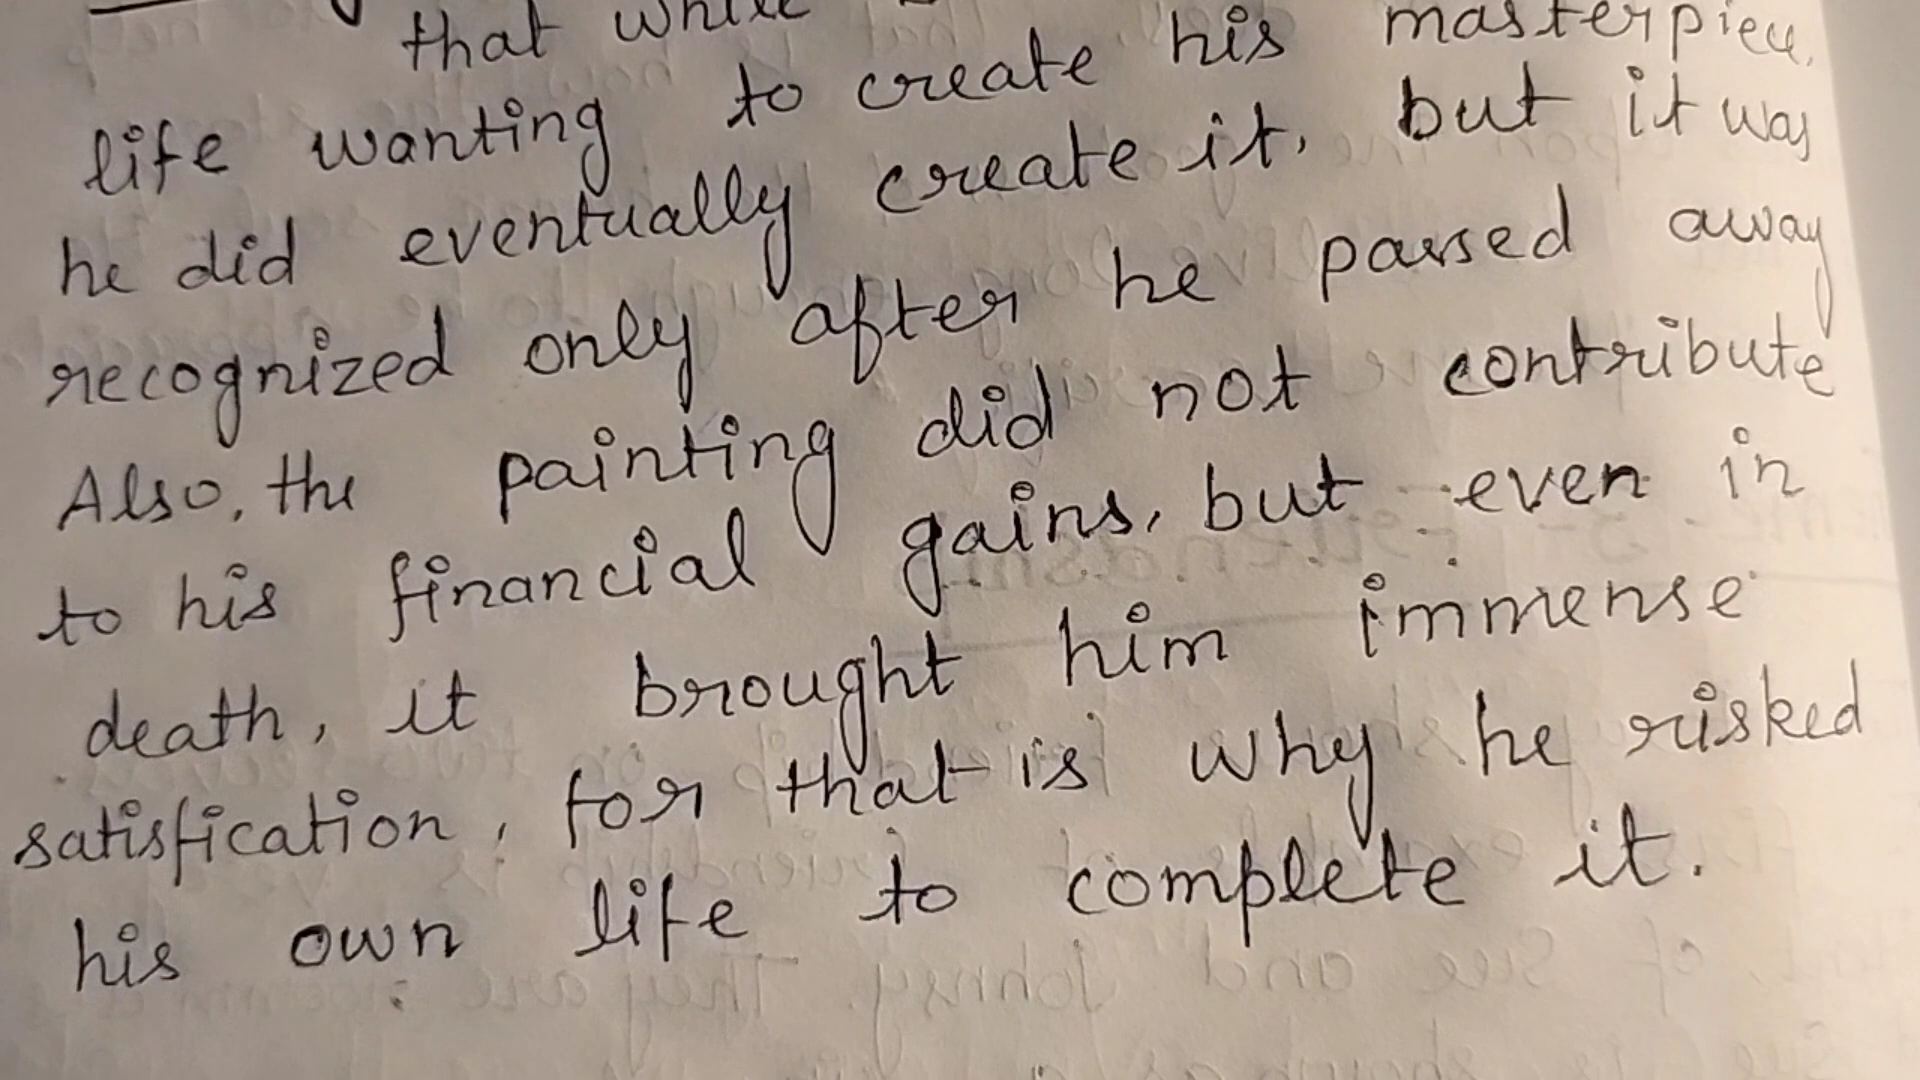 that while his masterpiece,
life wanting to create
he did eventually create it, but it was
recognized only after he passed away
Also, the painting did not contribute
to his financial gains, but even in
death, it brought him immense
satisfication, for that is why he risked
his own life to complete it.